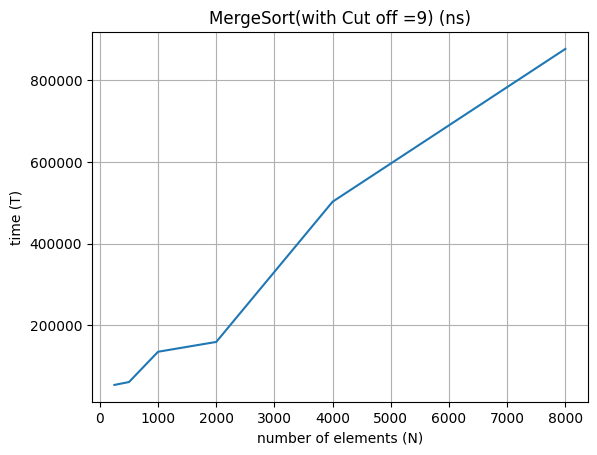 MergeSort(with Cut off =9) (ns)
800000
600000
400000
200000
time (T)
0 1000 2000 3000 4000 5000 6000 7000 8000
number of elements (N)